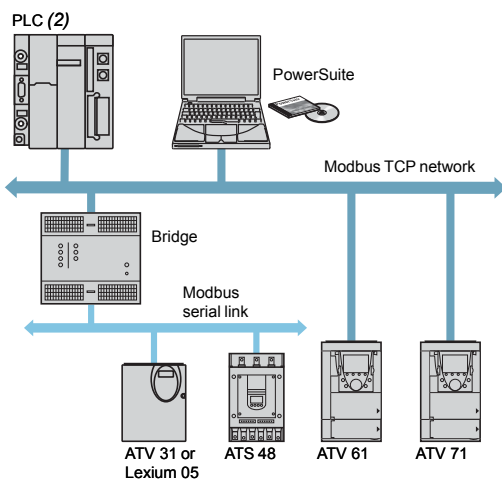 PLC (2)
PowerSuite
Modbus TCP network
Bridge
Modbus
serial link
ATV 31 or
Lexium 05
ATS 48
ATV 61
ATV 71